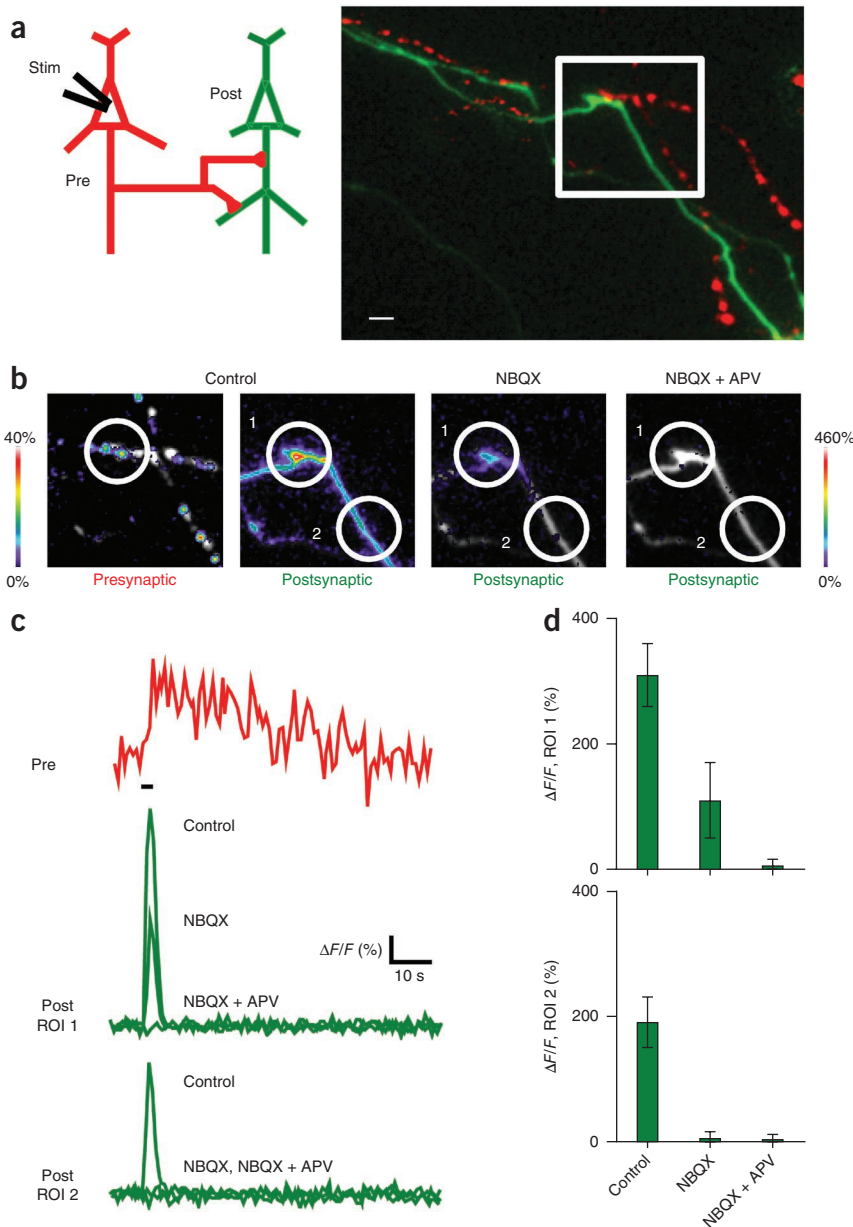 a
Stim
Post
Pre
b
Control
NBQX
NBQX + APV
40%
0%
1
2
1
2
1
2
460%
0%
Presynaptic
Postsynaptic
Postsynaptic
Postsynaptic
c
Pre
Control
NBQX
ΔF/F (%)
10 s
NBQX + APV
Post
ROI 1
Control
NBQX, NBQX + APV
Post
ROI 2
d
400
200
0
ΔF/F, ROI 1 (%)
400
200
0
ΔF/F, ROI 2 (%)
Control
NBQX
NBQX + APV